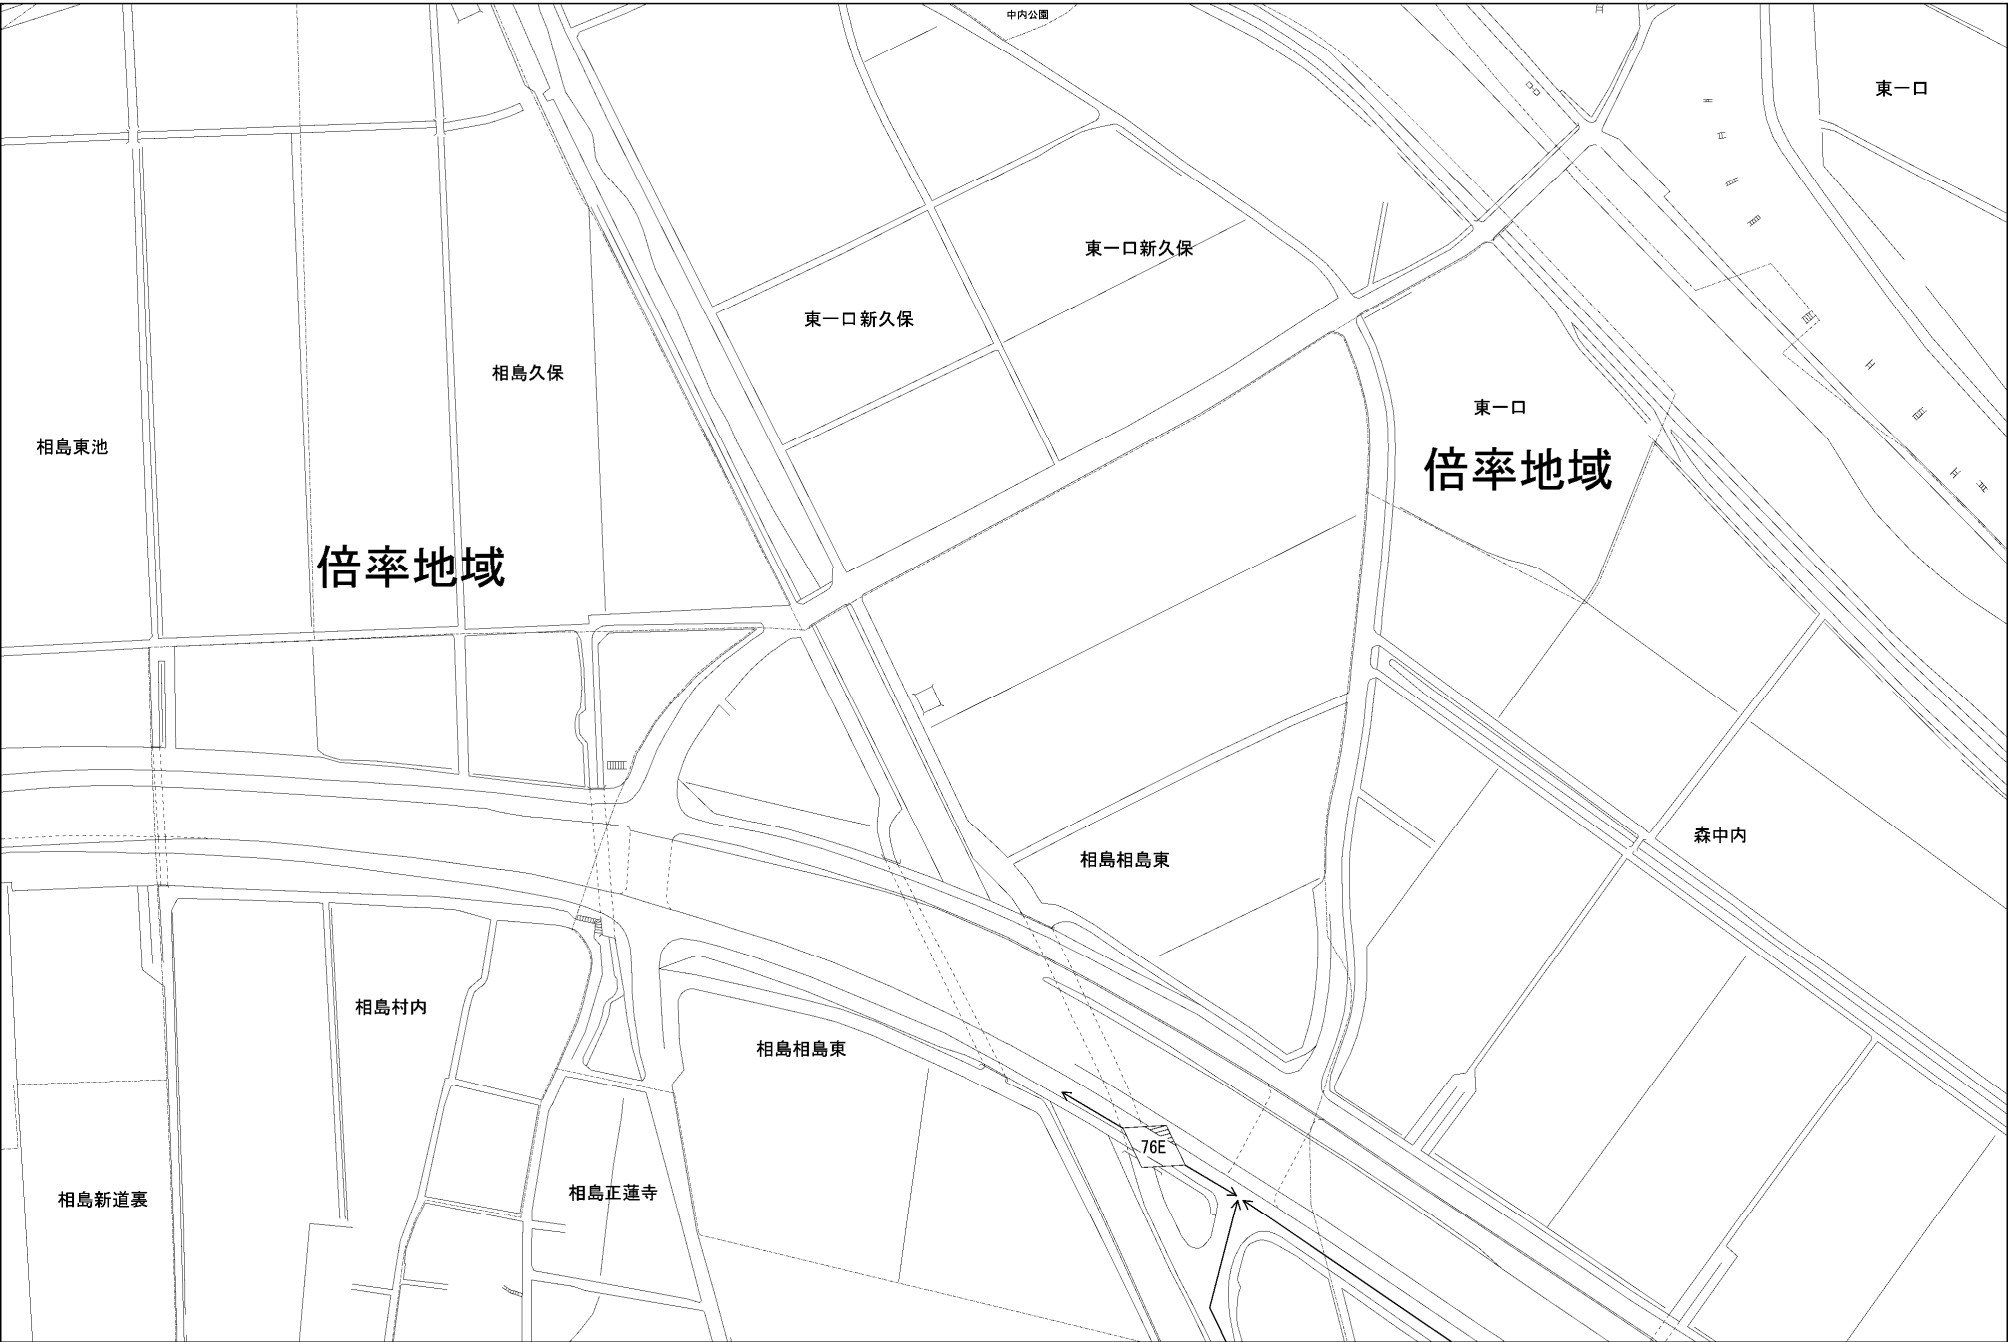 中内公園
東一口
東一口新久保
東一口新久保
相島久保
東一口
相島東池
倍率地域
倍率地域
森中内
相島相島東
相島村内
相島相島東
76E
相島新道裏
相島正蓮寺